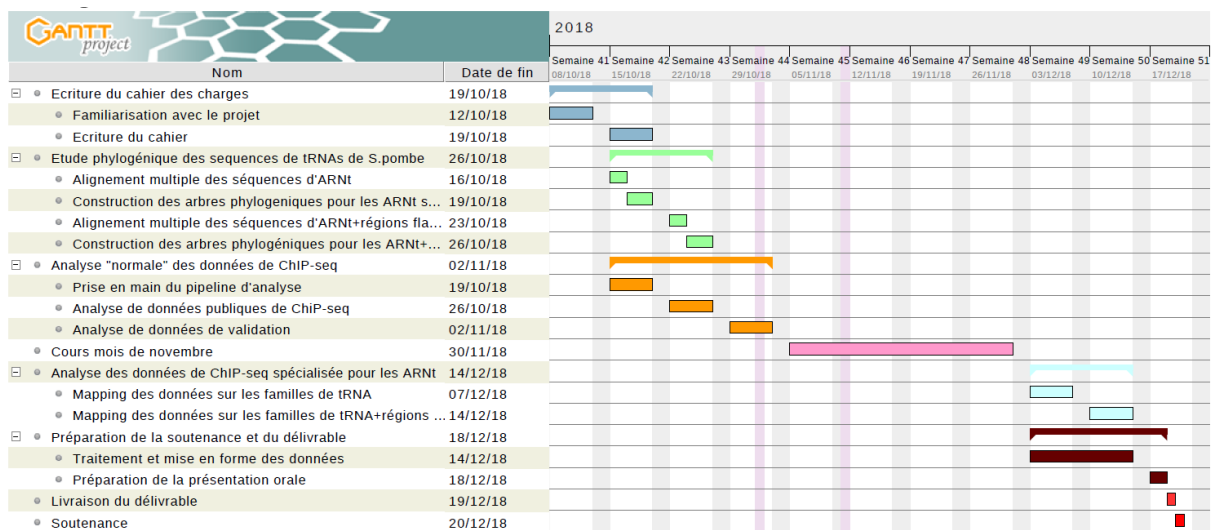 GANTT
project
2018
Semaine 41 Semaine 42 Semaine 43 Semaine 44 Semaine 45 Semaine 46 Semaine 47 Semaine 48 Semaine 49 Semaine 50 Semaine 51
Nom Date de fin 08/10/18 15/10/18 22/10/18 29/10/18 05/11/18 12/11/18 19/11/18 26/11/18 03/12/18 10/12/18 17/12/18
Ecriture du cahier des charges 19/10/18
Familiarisation avec le projet 12/10/18
Ecriture du cahier 19/10/18
Etude phylogénique des sequences de tRNAs de S.pombe 26/10/18
Alignement multiple des séquences d'ARNt 16/10/18
Construction des arbres phylogeniques pour les ARNt s... 19/10/18
Alignement multiple des séquences d'ARNt+régions fla... 23/10/18
Construction des arbres phylogéniques pour les ARNt+... 26/10/18
Analyse "normale" des données de ChIP-seq 02/11/18
Prise en main du pipeline d'analyse 19/10/18
Analyse de données publiques de ChiP-seq 26/10/18
Analyse de données de validation 02/11/18
Cours mois de novembre 30/11/18
Analyse des données de ChIP-seq spécialisée pour les ARNt 14/12/18
Mapping des données sur les familles de tRNA 07/12/18
Mapping des données sur les familles de tRNA+régions ... 14/12/18
Préparation de la soutenance et du délivrable 18/12/18
Traitement et mise en forme des données 14/12/18
Préparation de la présentation orale 18/12/18
Livraison du délivrable 19/12/18
Soutenance 20/12/18